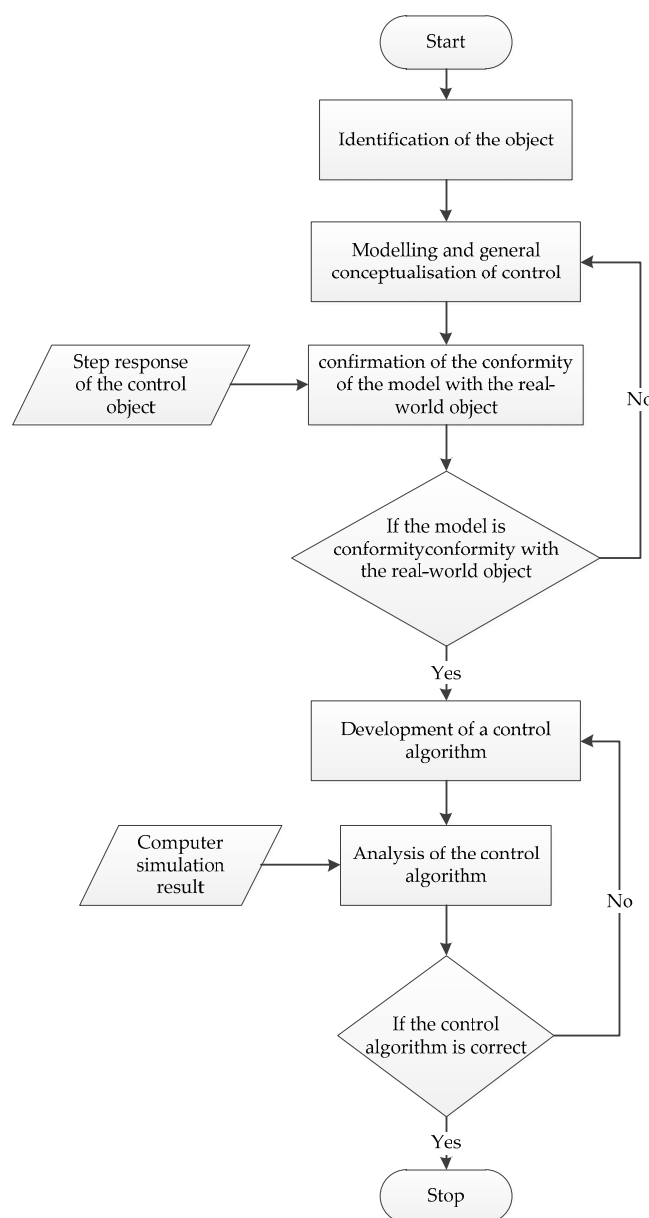 Start
Identification of the object
Modelling and general
conceptualisation of control
Step response
of the control
object
confirmation of the conformity
of the model with the real-
world object
No
If the model is
conformityconformity with
the real-world object
Yes
Development of a control
algorithm
Computer
simulation
result
Analysis of the control
algorithm
No
If the control
algorithm is correct
Yes
Stop